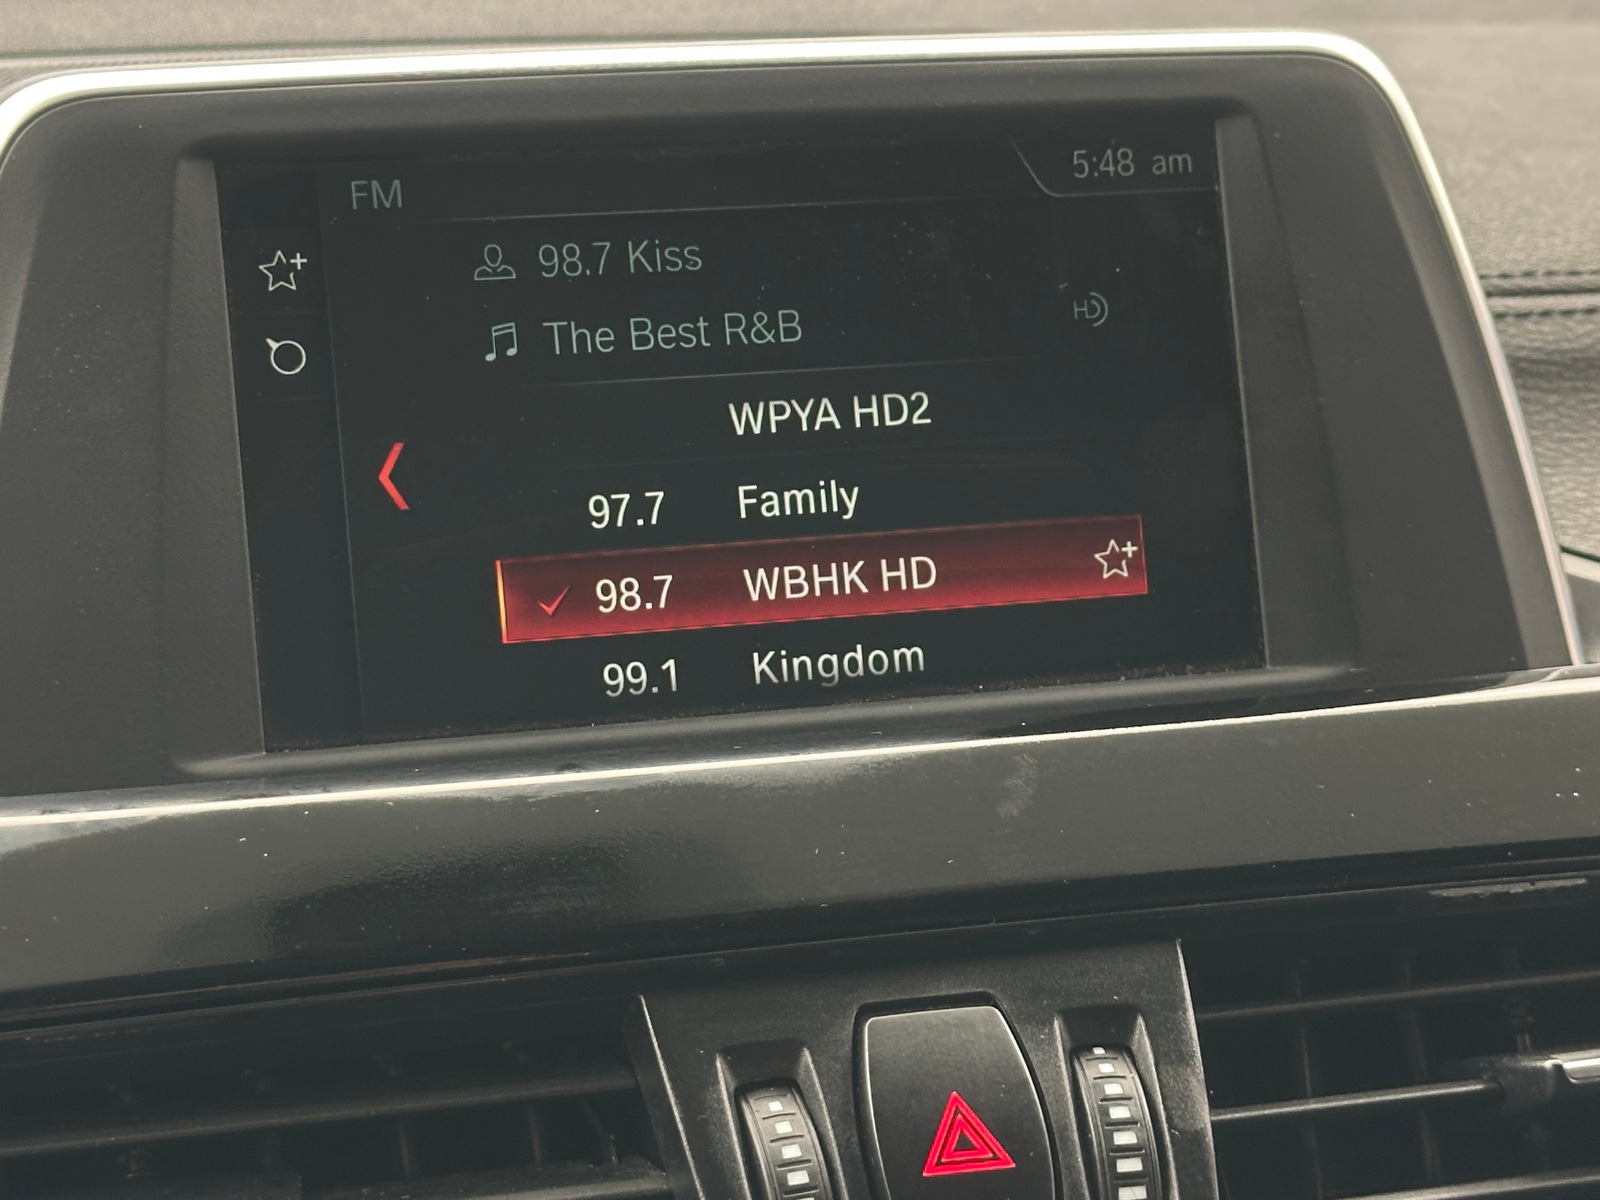 FM
5:48 am
98.7 Kiss
The Best R&B
HD
WPYA HD2
97.7 Family
98.7 WBHK HD
99.1 Kingdom